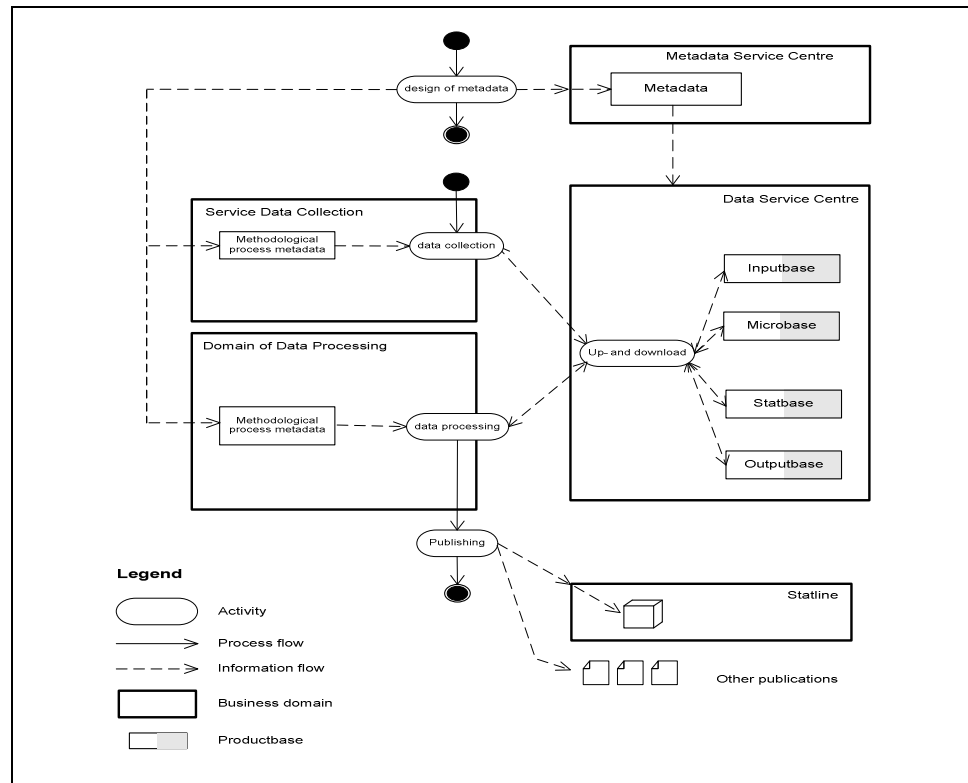 Metadata Service Centre
design of metadata
Metadata
Service Data Collection
Data Service Centre
Methodological
process metadata
data collection
Inputbase
Microbase
Domain of Data Processing
Up- and download
Statbase
Methodological
process metadata
data processing
Outputbase
Publishing
Legend
Statline
Activity
Process flow
Information flow
Other publications
Business domain
Productbase